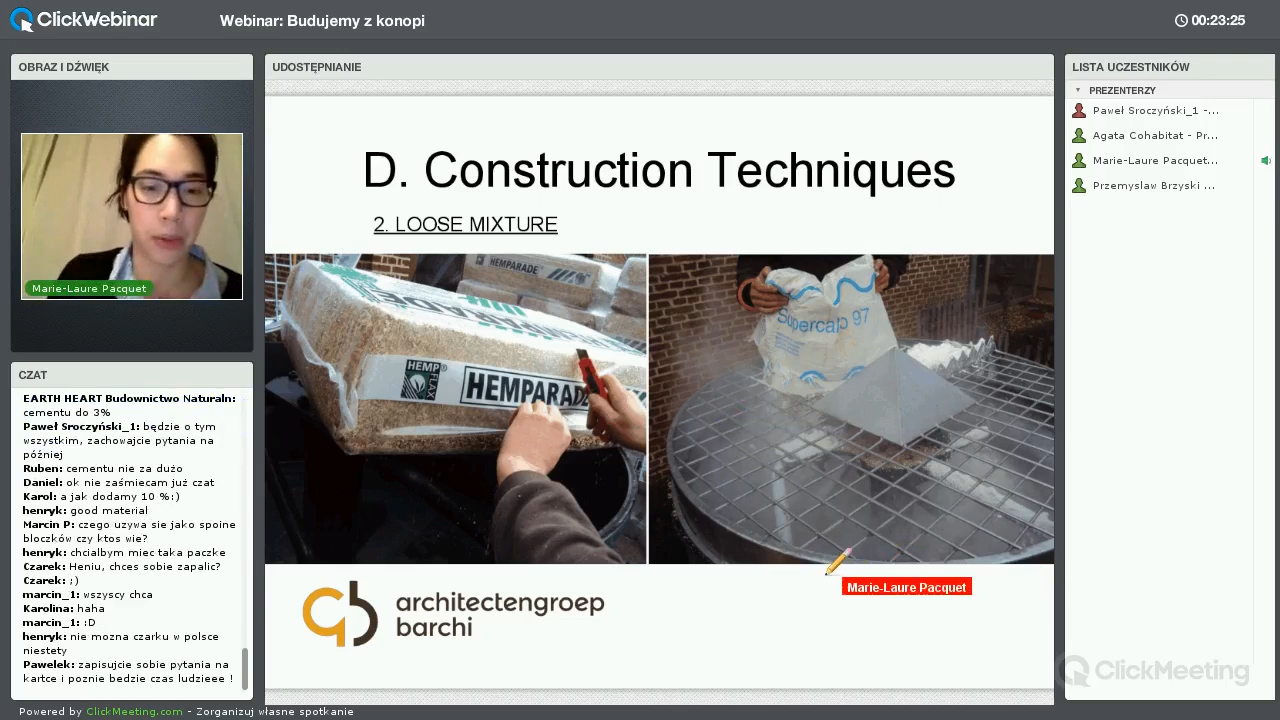 ClickWebinar
Webinar: Budujemy z konopi
00:23:25
OBRAZ I DŹWIĘK
Marie-Laure Pacquet
CZAT
EARTH HEART Budownictwo Naturaln:
cementu do 3%
Paweł Sroczyński_1: będzie o tym
wszystkim, zachowajcie pytania na
później
Ruben: cementu nie za dużo
Daniel: ok nie zaśmiecam już czat
Karol: a jak dodamy 10 %:)
henryk: good material
Marcin P: czego uzywa sie jako spoine
bloczków czy ktos wie?
henryk: chcialbym miec taka paczke
Czarek: Heniu, chces sobie zapalic?
Czarek: ;)
marcin_1: wszyscy chca
Karolina: haha
marcin_1: :D
henryk: nie mozna czarku w polsce
niestety
Pawelek: zapisujcie sobie pytania na
kartce i poznie bedzie czas ludzieee !
UDOSTĘPNIANIE
D. Construction Techniques
2. LOOSE MIXTURE
HEMPARADE
HEMPARADE
HEMP
FLAX
HEMPARADE
Supercalp 97
Marie-Laure Pacquet
architectengroep
barchi
LISTA UCZESTNIKÓW
PREZENTERZY
Paweł Sroczyński_1 -...
Agata Cohabitat - Pr...
Marie-Laure Pacquet...
Przemyslaw Brzyski ...
ClickMeeting
Powered by ClickMeeting.com - Zorganizuj własne spotkanie